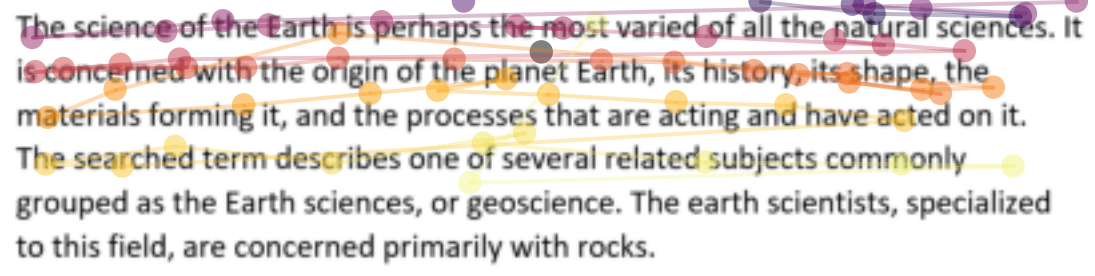 The science of the Earth is perhaps the most varied of all the natural sciences. It
is concerned with the origin of the planet Earth, its history, its shape, the
materials forming it, and the processes that are acting and have acted on it.
The searched term describes one of several related subjects commonly
grouped as the Earth sciences, or geoscience. The earth scientists, specialized
to this field, are concerned primarily with rocks.